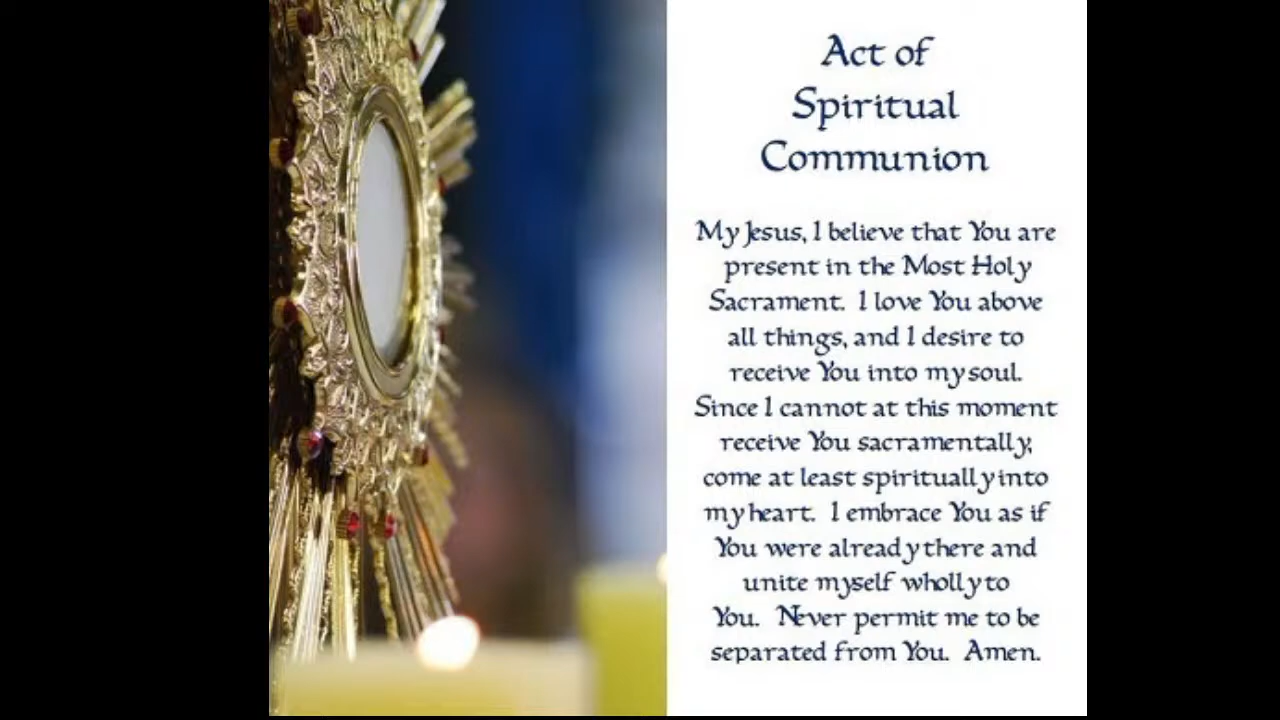 Act of
Spiritual
Communion
My Jesus, I believe that You are
present in the Most Holy
Sacrament. I love You above
all things, and I desire to
receive You into my soul.
Since I cannot at this moment
receive You sacramentally,
come at least spiritually into
my heart. I embrace You as if
You were already there and
unite myself wholly to
You. Never permit me to be
separated from You. Amen.